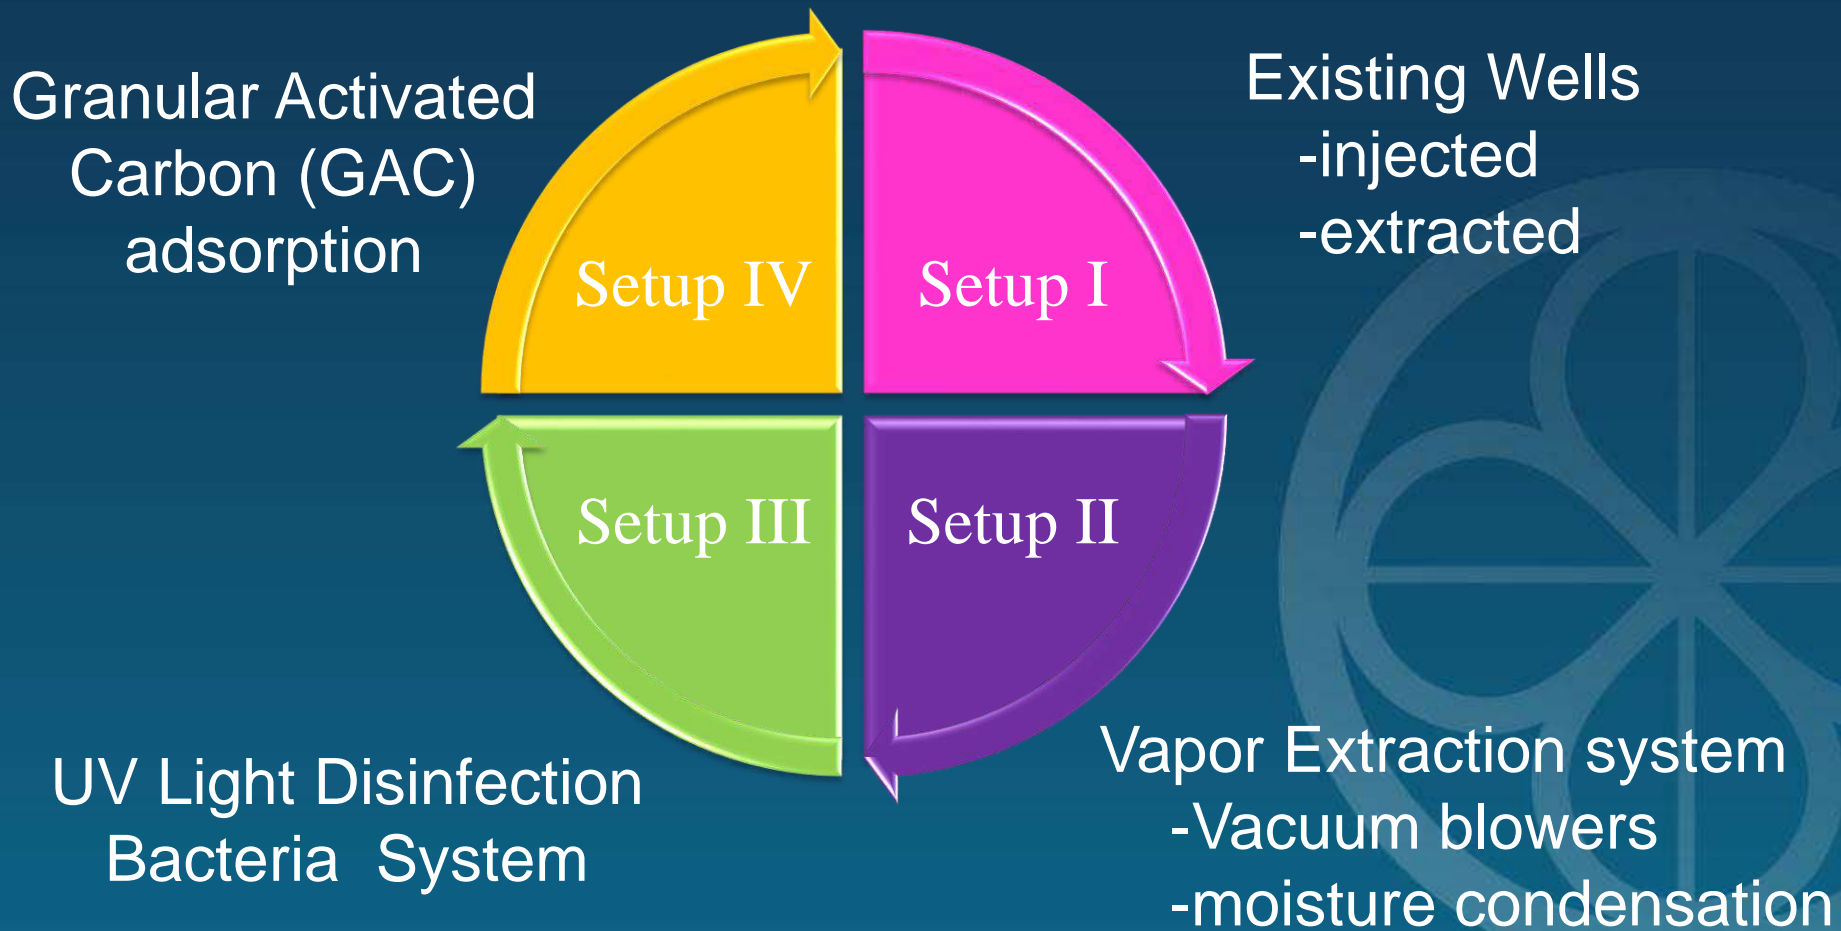 Granular Activated
Carbon (GAC)
adsorption
Existing Wells
-injected
-extracted
Setup IV
Setup I
Setup III
Setup II
UV Light Disinfection
Bacteria  System
Vapor Extraction system
-Vacuum blowers
-moisture condensation